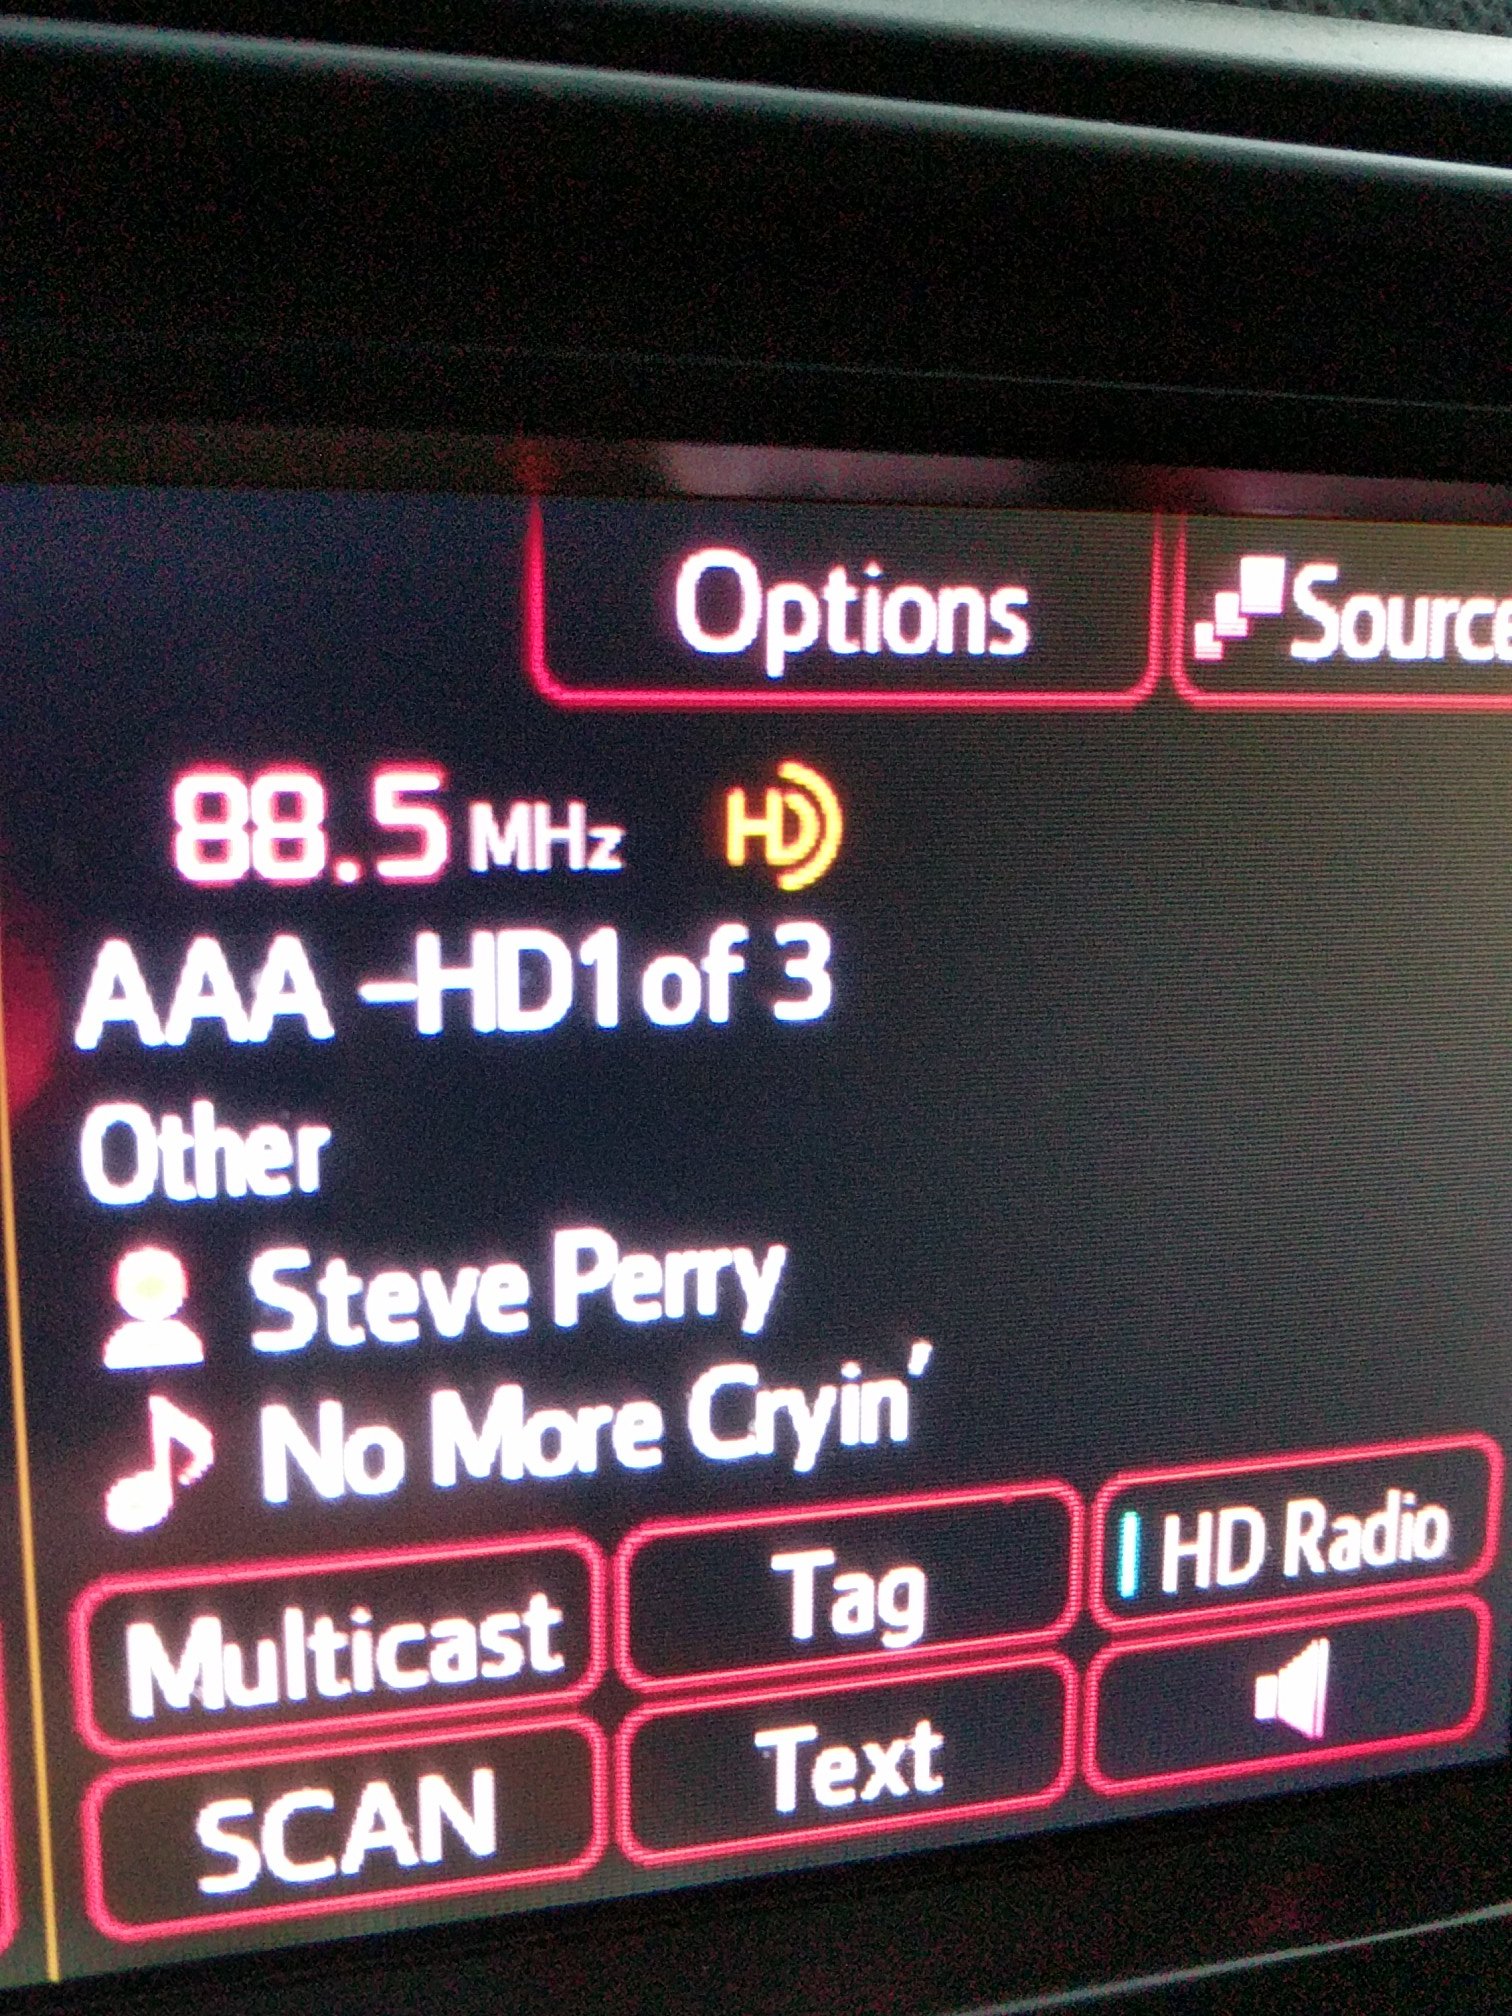 Options
Sourc
88.5 MHz HD
AAA -HD1 of 3
Other
Steve Perry
No More Cryin'
Multicast
Tag
HD Radio
SCAN
Text